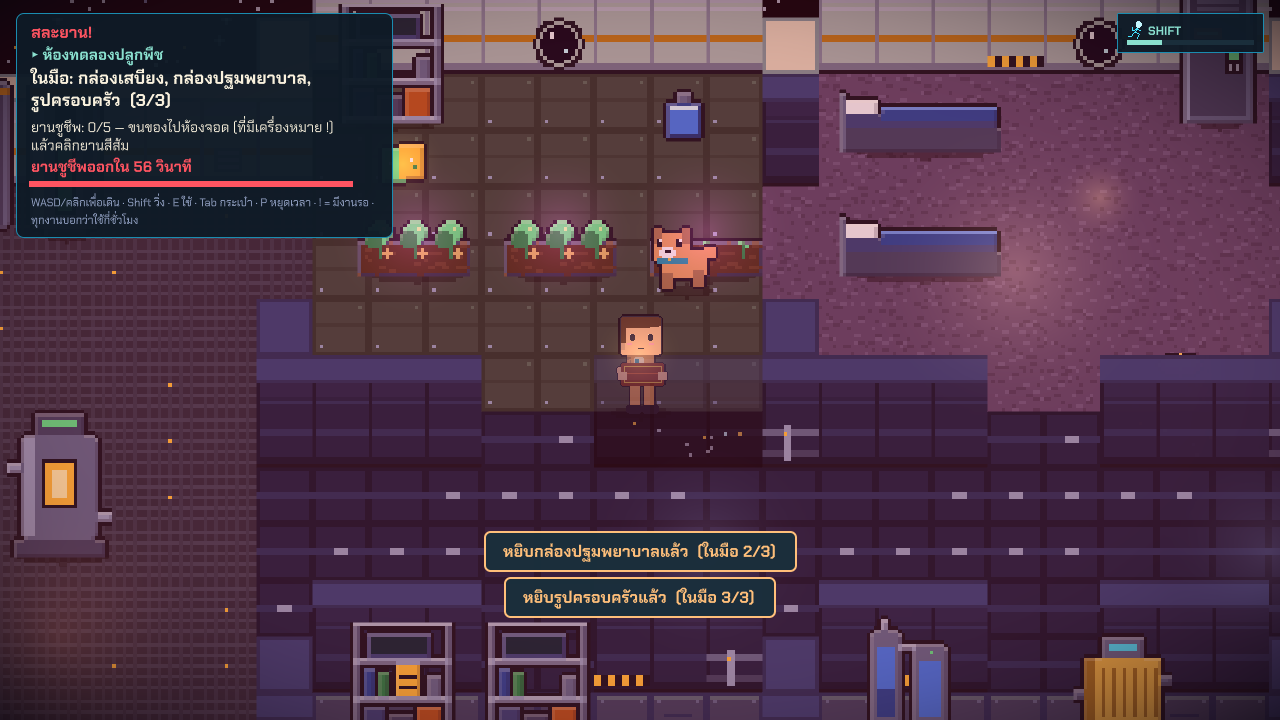 สละยาน!
▸ ห้องทดลองปลูกพืช
ในมือ: กล่องเสบียง, กล่องปฐมพยาบาล,
รูปครอบครัว (3/3)
ยานชูชีพ: 0/5 — ขนของไปห้องจอด (ที่มีเครื่องหมาย !)
แล้วคลิกยานสีส้ม
ยานชูชีพออกใน 56 วินาที
WASD/คลิกเพื่อเดิน · Shift วิ่ง · E ใช้ · Tab กระเป๋า · P หยุดเวลา · ! = มีงานรอ ·
ทุกงานบอกว่าใช้กี่ชั่วโมง
SHIFT
หยิบกล่องปฐมพยาบาลแล้ว (ในมือ 2/3)
หยิบรูปครอบครัวแล้ว (ในมือ 3/3)